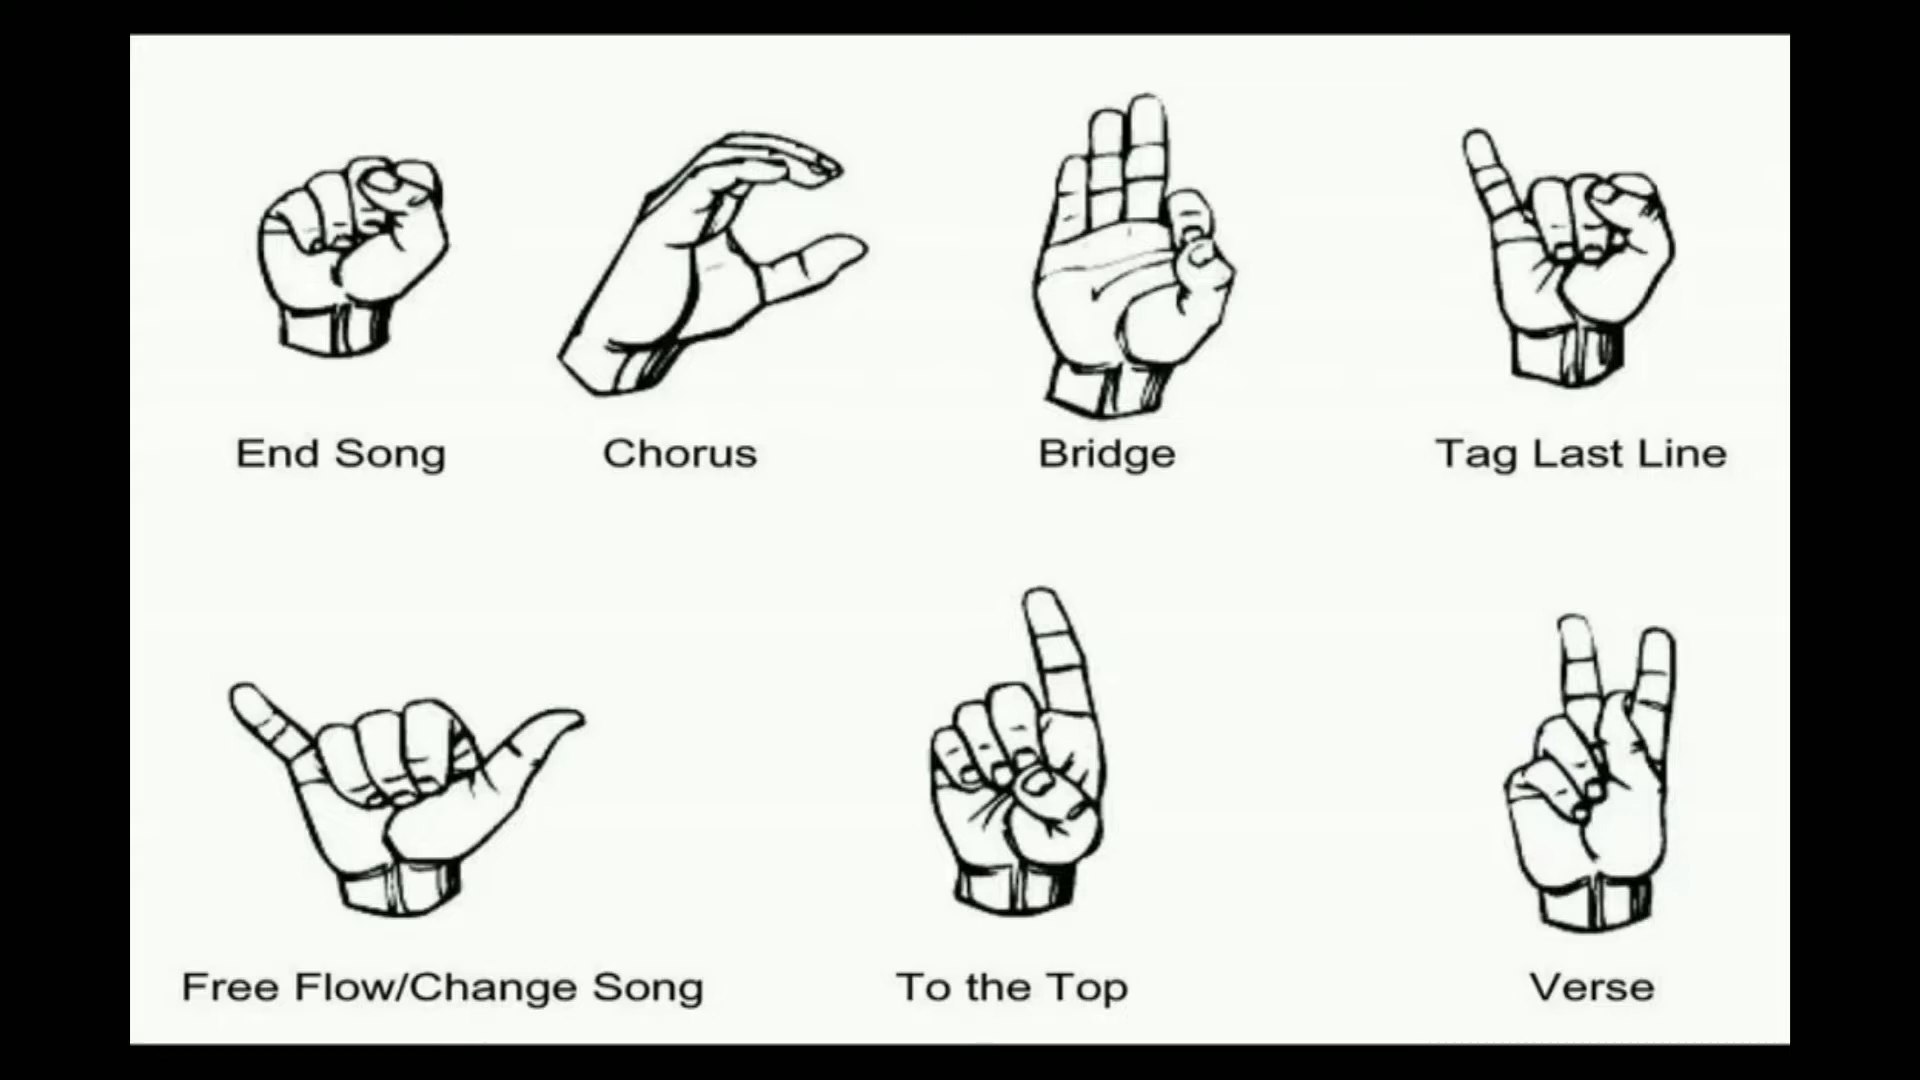 End Song
Chorus
Bridge
Tag Last Line
Free Flow/Change Song
To the Top
Verse